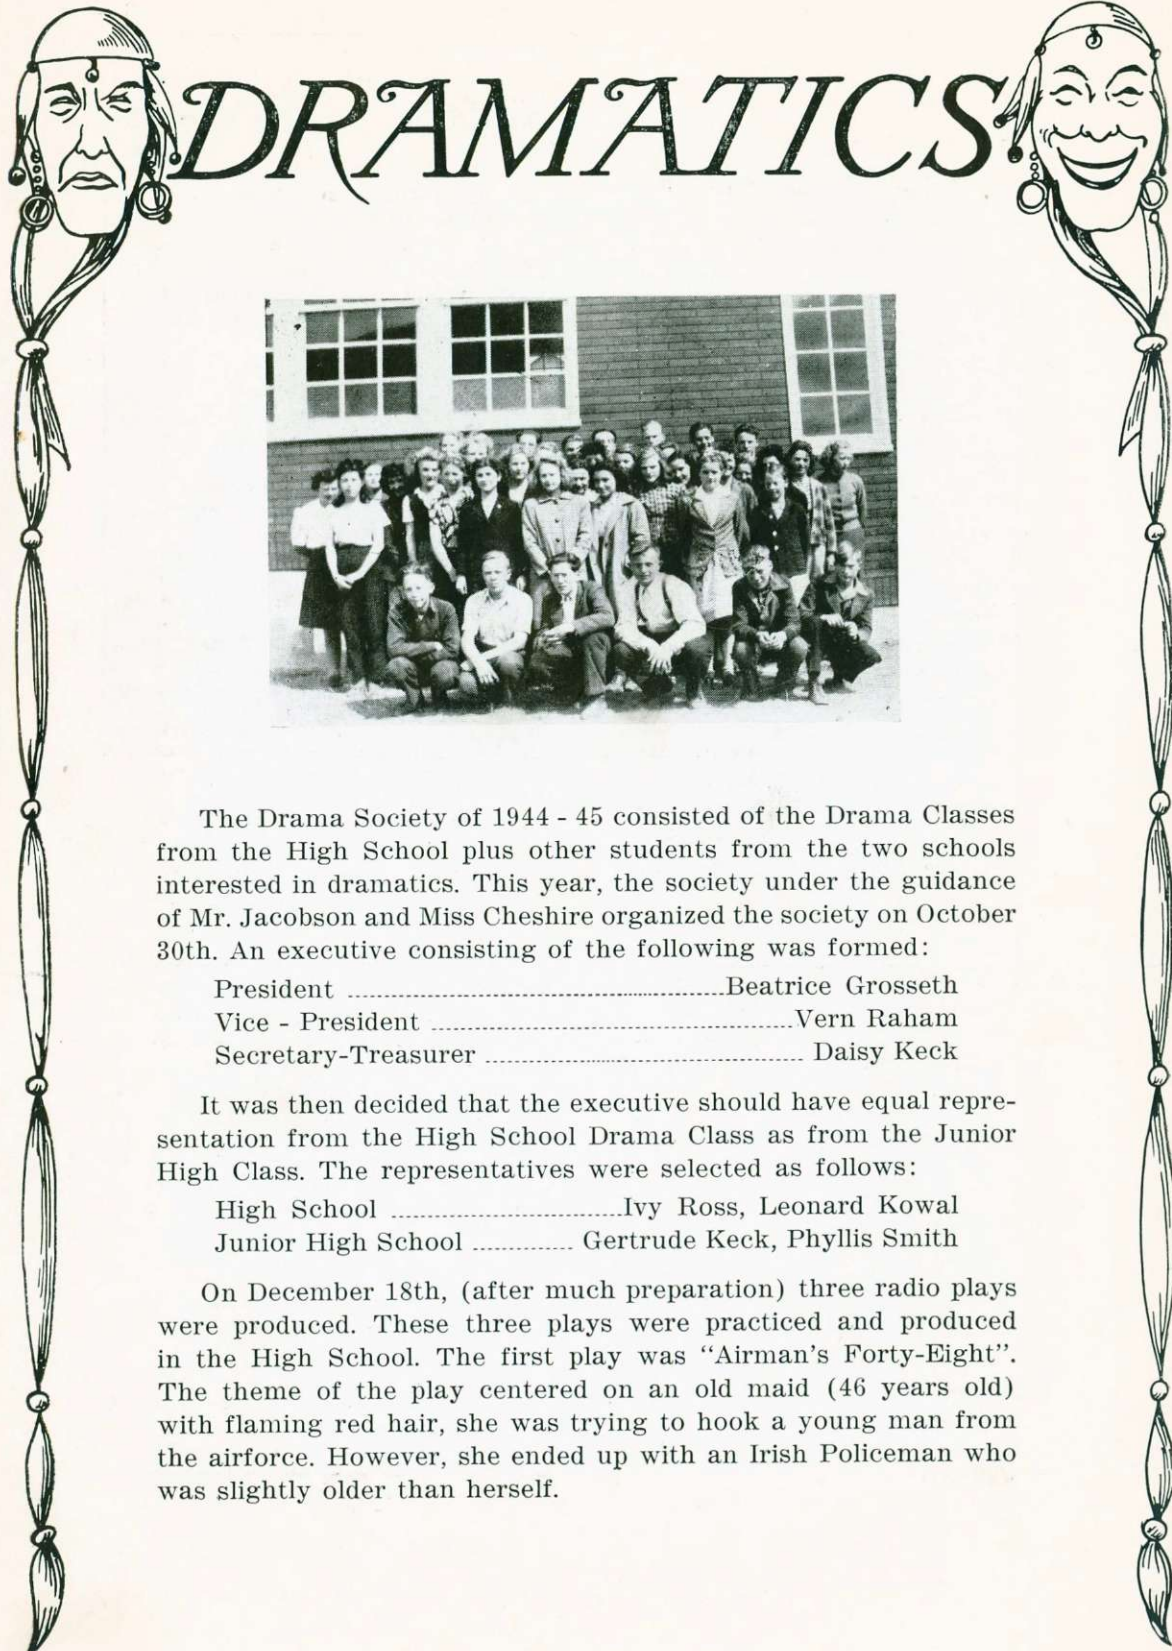 DRAMATICS
The Drama Society of 1944 - 45 consisted of the Drama Classes
from the High School plus other students from the two schools
interested in dramatics. This year, the society under the guidance
of Mr. Jacobson and Miss Cheshire organized the society on October
30th. An executive consisting of the following was formed:
President ........................................Beatrice Grosseth
Vice - President ........................................Vern Raham
Secretary-Treasurer ................................... Daisy Keck
It was then decided that the executive should have equal repre-
sentation from the High School Drama Class as from the Junior
High Class. The representatives were selected as follows:
High School ..............................Ivy Ross, Leonard Kowal
Junior High School ............. Gertrude Keck, Phyllis Smith
On December 18th, (after much preparation) three radio plays
were produced. These three plays were practiced and produced
in the High School. The first play was “Airman’s Forty-Eight”.
The theme of the play centered on an old maid (46 years old)
with flaming red hair, she was trying to hook a young man from
the airforce. However, she ended up with an Irish Policeman who
was slightly older than herself.